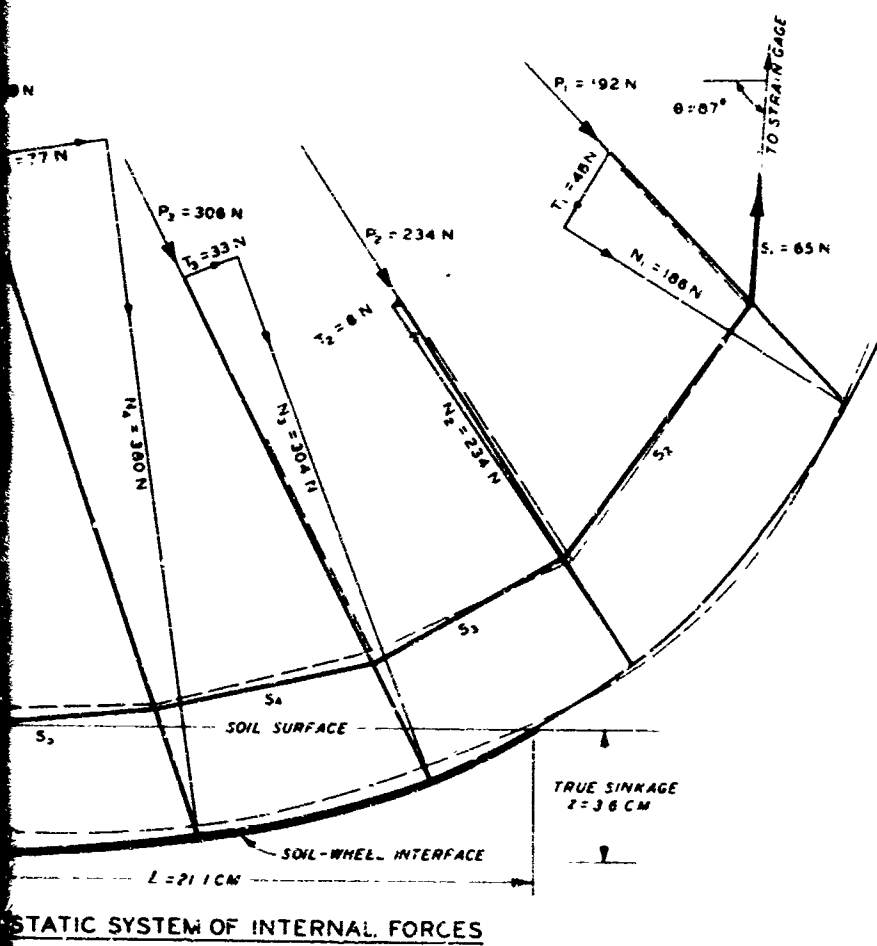 TO STRAIN GAGE
θ=87°
P₁ = 192 N
T₁ = 48 N
N₁ = 186 N
S₁ = 65 N
N
= 77 N
P₃ = 306 N
T₃ = 33 N
P₂ = 234 N
T₂ = 8 N
N₄ = 380 N
N₃ = 304 N
N₂ = 234 N
S₂
S₃
S₄
S₅
SOIL SURFACE
TRUE SINKAGE
Z = 3.6 CM
SOIL-WHEEL INTERFACE
L = 21.1 CM
STATIC SYSTEM OF INTERNAL FORCES